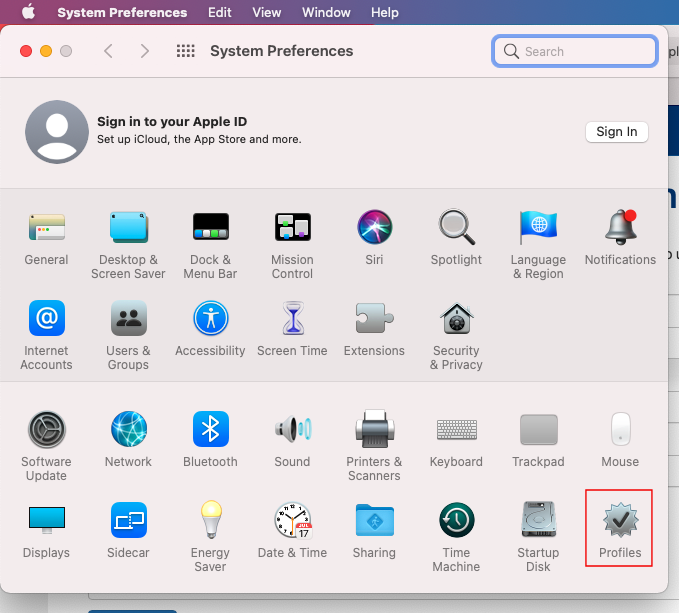 System Preferences Edit View Window Help
System Preferences
Search
Sign in to your Apple ID
Set up iCloud, the App Store and more.
Sign In
General
Desktop &
Screen Saver
Dock &
Menu Bar
Mission
Control
Siri
Spotlight
Language
& Region
Notifications
Internet
Accounts
Users &
Groups
Accessibility
Screen Time
Extensions
Security
& Privacy
Software
Update
Network
Bluetooth
Sound
Printers &
Scanners
Keyboard
Trackpad
Mouse
Displays
Sidecar
Energy
Saver
Date & Time
JUL
17
Sharing
Time
Machine
Startup
Disk
Profiles